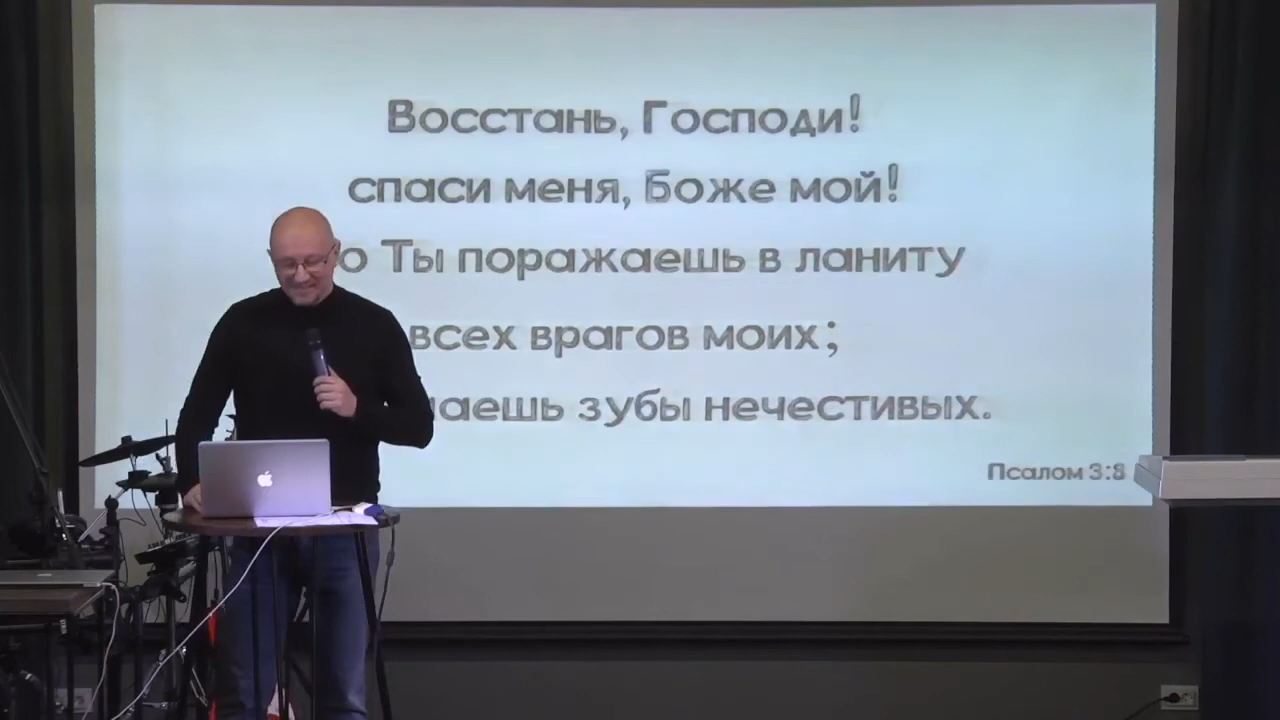 Восстань, Господи!
спаси меня, Боже мой!
Ты поражаешь в ланиту
всех врагов моих;
зубы нечестивых.
Псалом 3:8